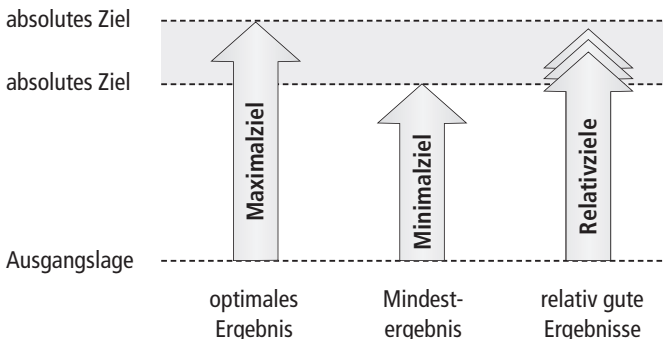 absolutes Ziel
absolutes Ziel
Maximalziel
Minimalziel
Relativziele
Ausgangslage
optimales
Ergebnis
Mindest-
ergebnis
relativ gute
Ergebnisse